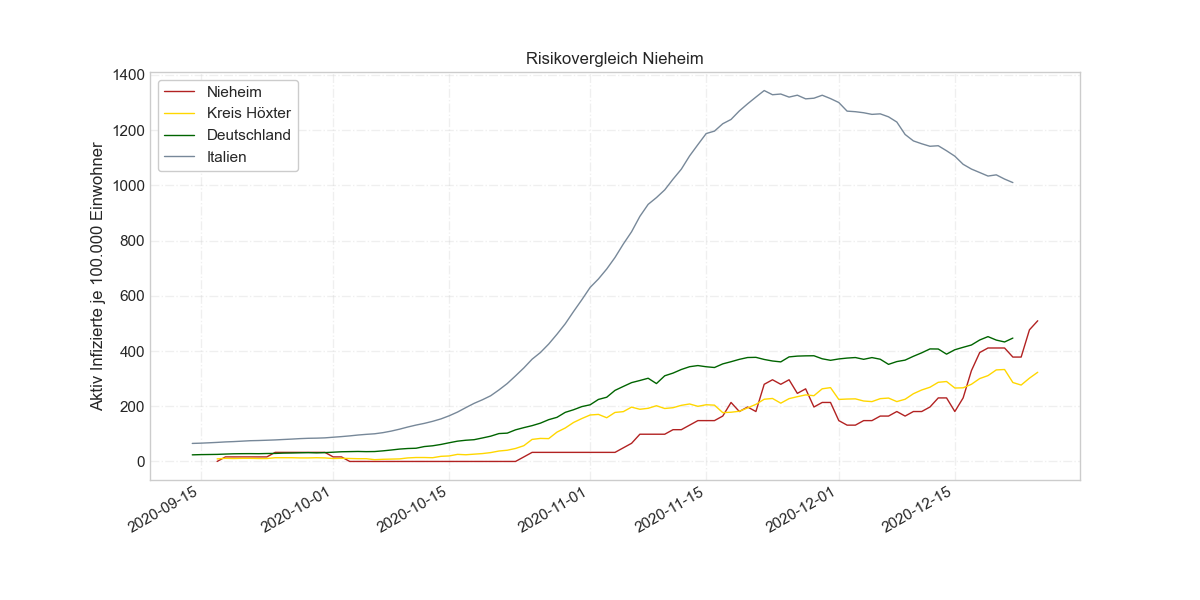 Risikovergleich Nieheim
Aktiv Infizierte je 100.000 Einwohner
1400
1200
1000
800
600
400
200
0
Nieheim
Kreis Höxter
Deutschland
Italien
2020-09-15
2020-10-01
2020-10-15
2020-11-01
2020-11-15
2020-12-01
2020-12-15